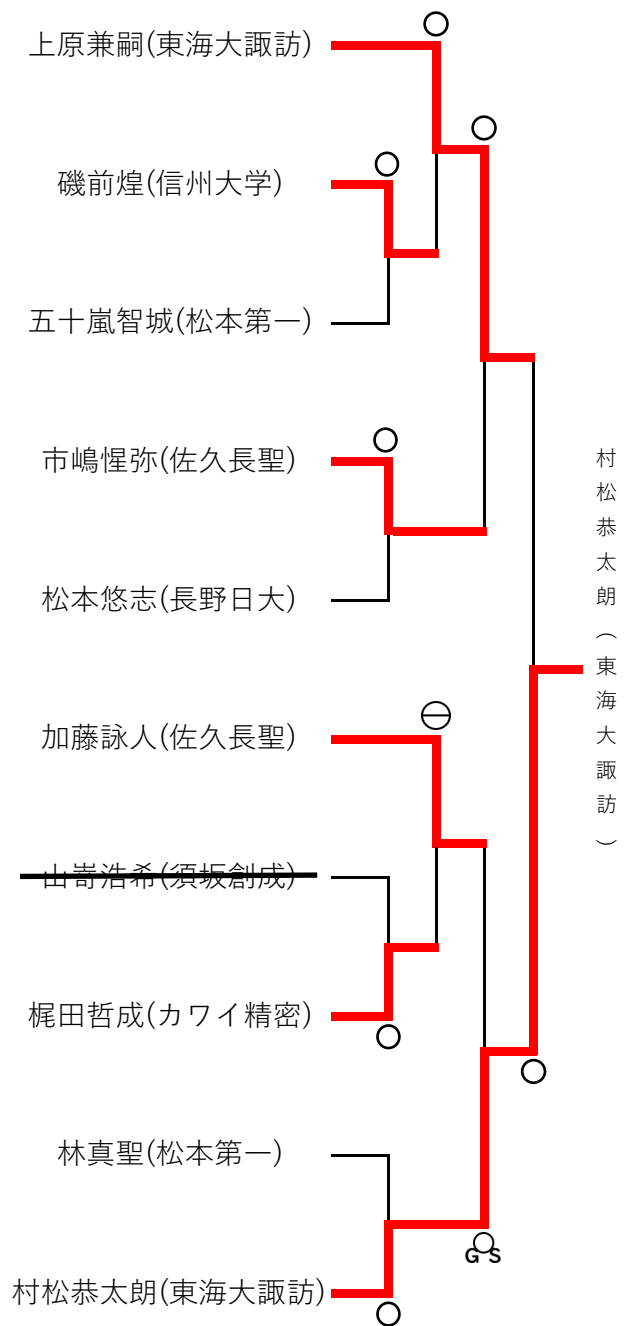 上原兼嗣(東海大諏訪)
磯前煌(信州大学)
五十嵐智城(松本第一)
市嶋惺弥(佐久長聖)
松本悠志(長野日大)
加藤詠人(佐久長聖)
山嵜浩希(須坂創成)
梶田哲成(カワイ精密)
林真聖(松本第一)
村松恭太朗(東海大諏訪)
GS
村松恭太朗(東海大諏訪)